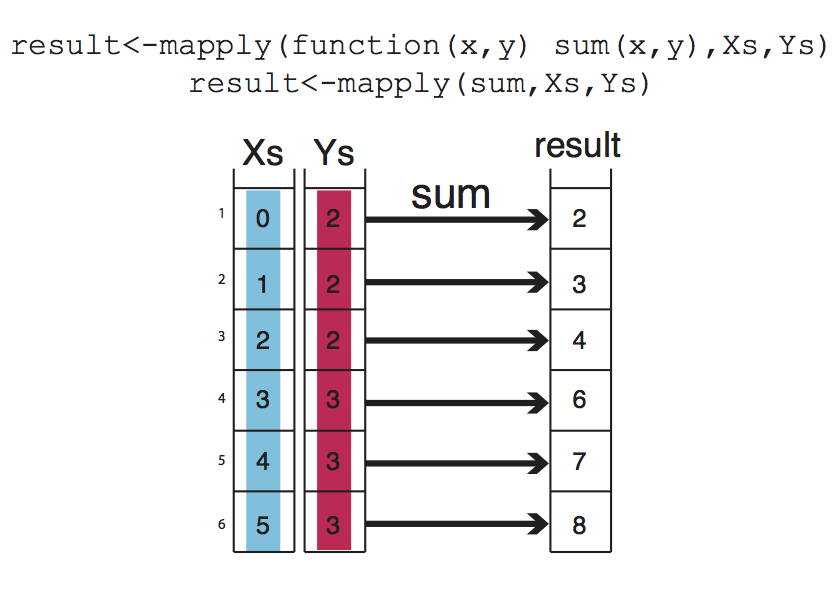 result<-mapply(function(x,y) sum(x,y),Xs,Ys)
result<-mapply(sum,Xs,Ys)
Xs Ys result
sum
1 0 2 2
2 1 2 3
3 2 2 4
4 3 3 6
5 4 3 7
6 5 3 8